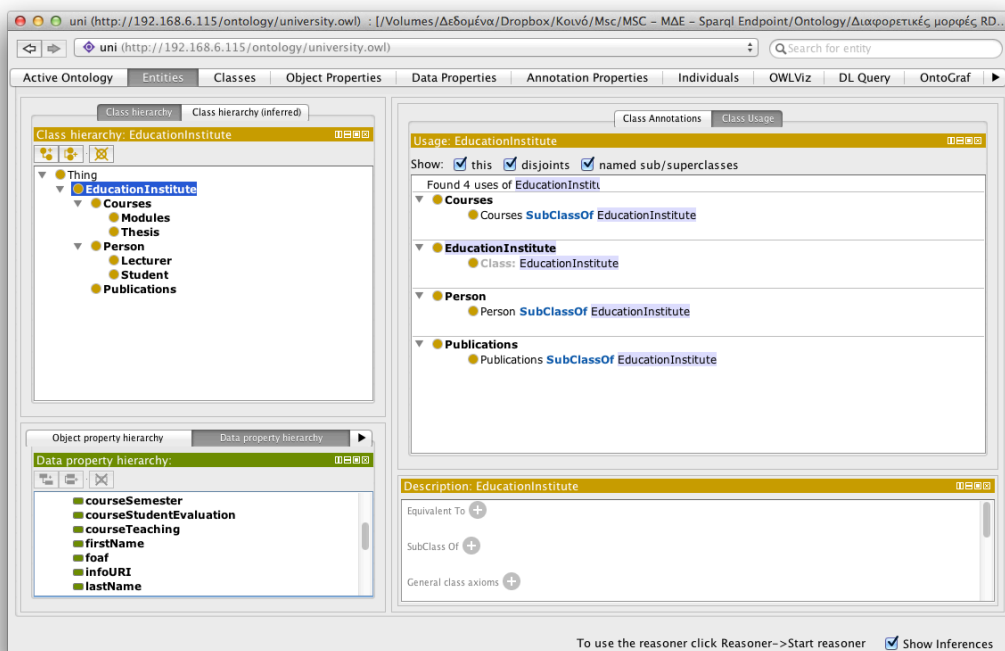 uni (http://192.168.6.115/ontology/university.owl) : [/Volumes/Δεδομένα/Dropbox/Κοινό/Msc/MSC – ΜΔΕ – Sparql Endpoint/Ontology/Διαφορετικές μορφές RD...
uni (http://192.168.6.115/ontology/university.owl)
Search for entity
Active Ontology Entities Classes Object Properties Data Properties Annotation Properties Individuals OWLViz DL Query OntoGraf
Class hierarchy Class hierarchy (inferred)
Class hierarchy: EducationInstitute
Thing
EducationInstitute
Courses
Modules
Thesis
Person
Lecturer
Student
Publications
Object property hierarchy Data property hierarchy
Data property hierarchy:
courseSemester
courseStudentEvaluation
courseTeaching
firstName
foaf
infoURI
lastName
Class Annotations Class Usage
Usage: EducationInstitute
Show: this disjoints named sub/superclasses
Found 4 uses of EducationInstitu
Courses
Courses SubClassOf EducationInstitute
EducationInstitute
Class: EducationInstitute
Person
Person SubClassOf EducationInstitute
Publications
Publications SubClassOf EducationInstitute
Description: EducationInstitute
Equivalent To
SubClass Of
General class axioms
To use the reasoner click Reasoner->Start reasoner Show Inferences